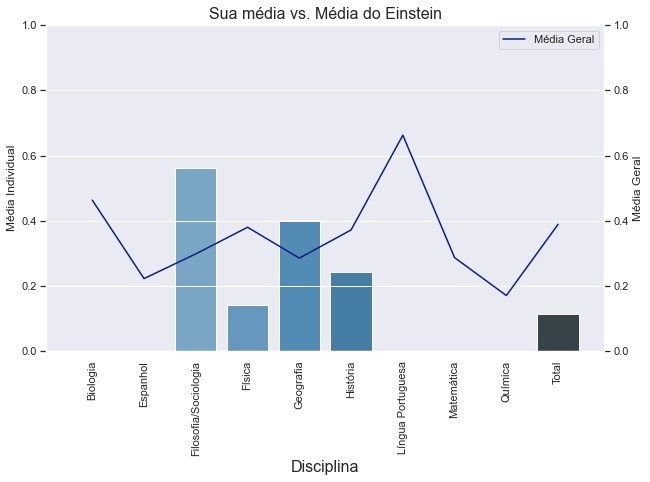 Sua média vs. Média do Einstein
Média Geral
1.0
0.8
0.6
0.4
0.2
0.0
Média Individual
1.0
0.8
0.6
0.4
0.2
0.0
Média Geral
Biologia
Espanhol
Filosofia/Sociologia
Física
Geografia
História
Língua Portuguesa
Matemática
Química
Total
Disciplina